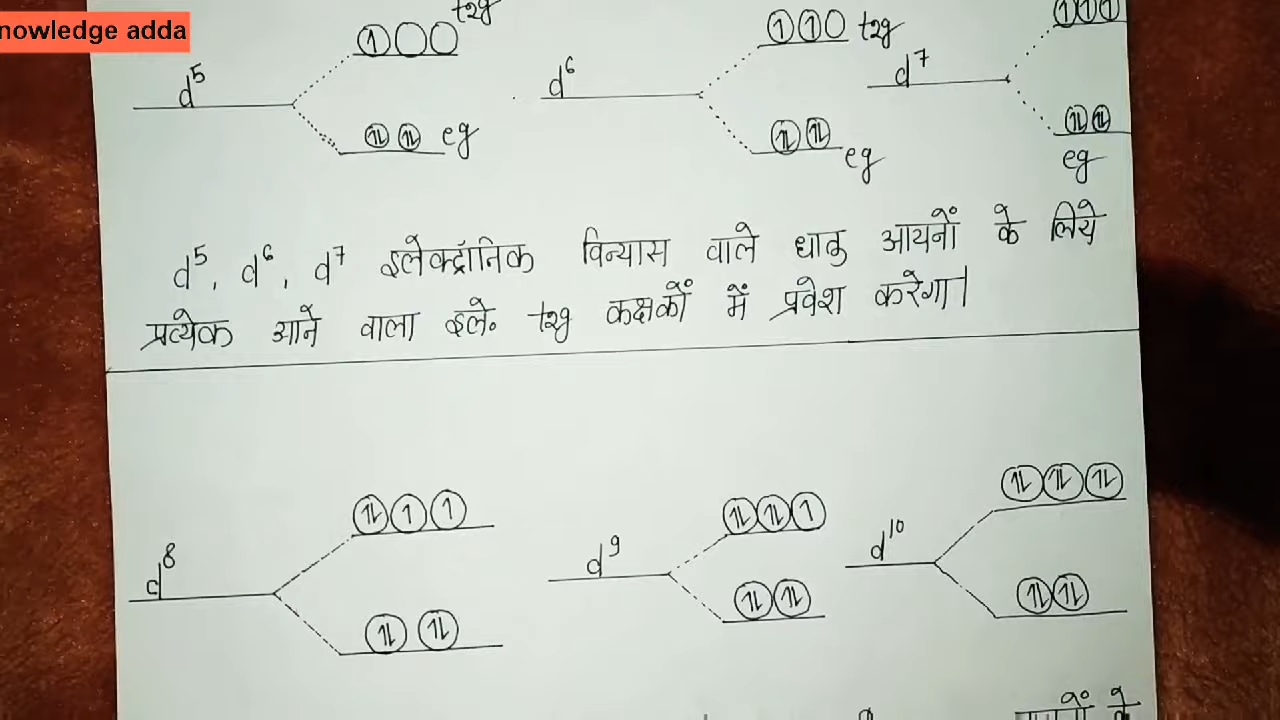 nowledge adda
t2g
t2g
d5
d6
d7
eg
eg
eg
d5, d6, d7 इलेक्ट्रॉनिक विन्यास वाले धातु आयनों के लिये
प्रत्येक आने वाला इले० t2g कक्षकों में प्रवेश करेगा।
d8
d9
d10